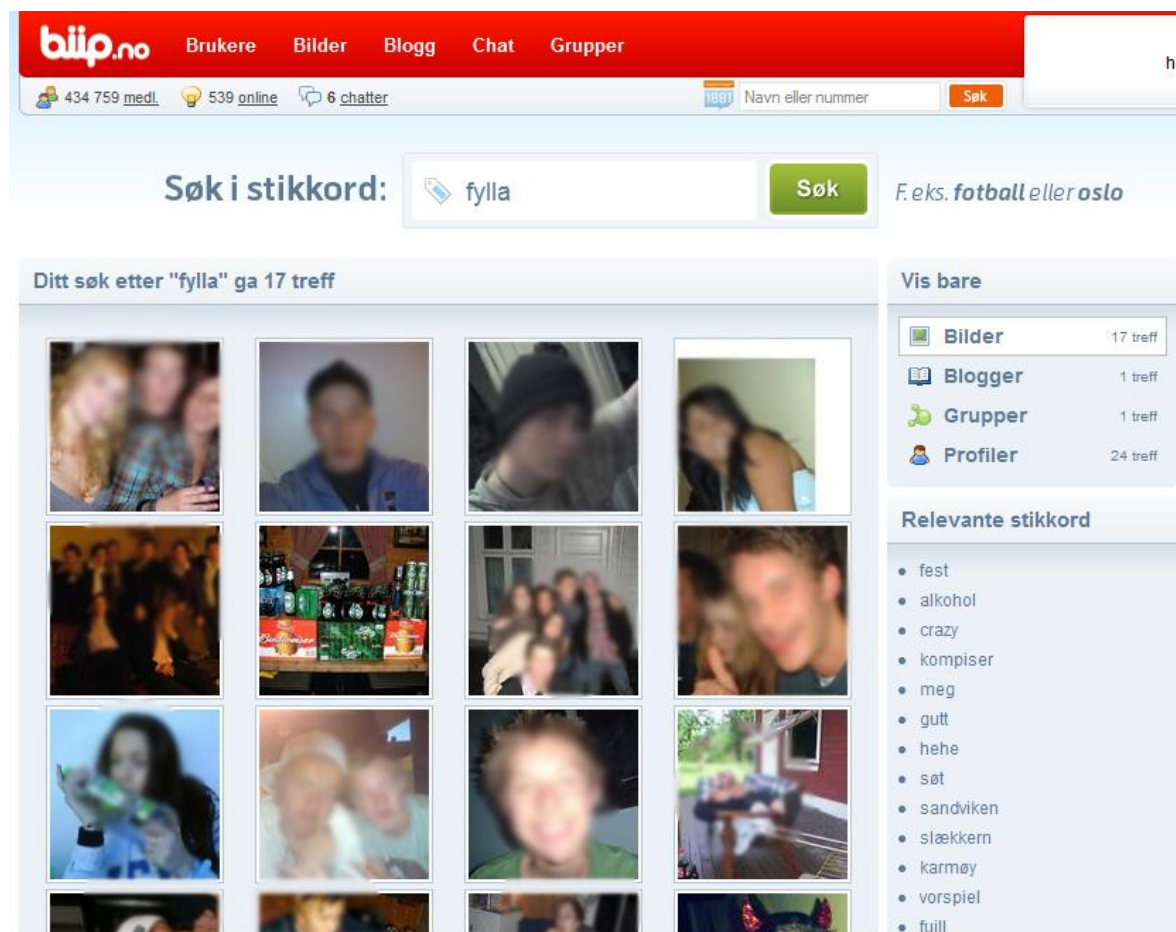 biip.no Brukere Bilder Blogg Chat Grupper
h
434 759 medl. 539 online 6 chatter 1881 Navn eller nummer Søk
Søk i stikkord: fylla Søk F. eks. fotball eller oslo
Ditt søk etter "fylla" ga 17 treff
Vis bare
Bilder 17 treff
Blogger 1 treff
Grupper 1 treff
Profiler 24 treff
Relevante stikkord
fest
alkohol
crazy
kompiser
meg
gutt
hehe
søt
sandviken
slækkern
karmøy
vorspiel
Budweiser